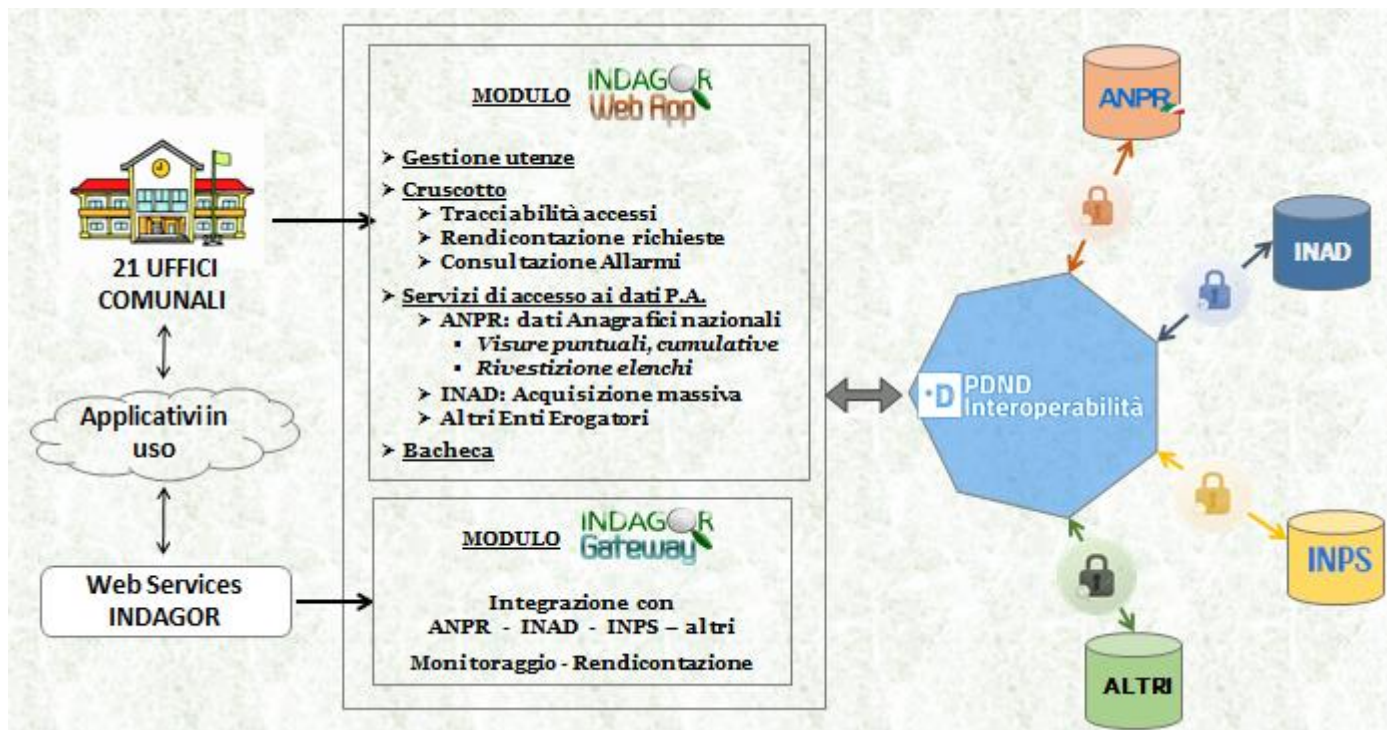 21 UFFICI
COMUNALI
Applicativi in
uso
Web Services
INDAGOR
MODULO
INDAGOR
Web App
➤ Gestione utenze
➤ Cruscotto
➤ Tracciabilità accessi
➤ Rendicontazione richieste
➤ Consultazione Allarmi
➤ Servizi di accesso ai dati P.A.
➤ ANPR: dati Anagrafici nazionali
▪ Visure puntuali, cumulative
▪ Rivestizione elenchi
➤ INAD: Acquisizione massiva
➤ Altri Enti Erogatori
➤ Bacheca
MODULO
INDAGOR
Gateway
Integrazione con
ANPR - INAD - INPS – altri
Monitoraggio - Rendicontazione
·D
PDND
Interoperabilità
ANPR
INAD
INPS
ALTRI